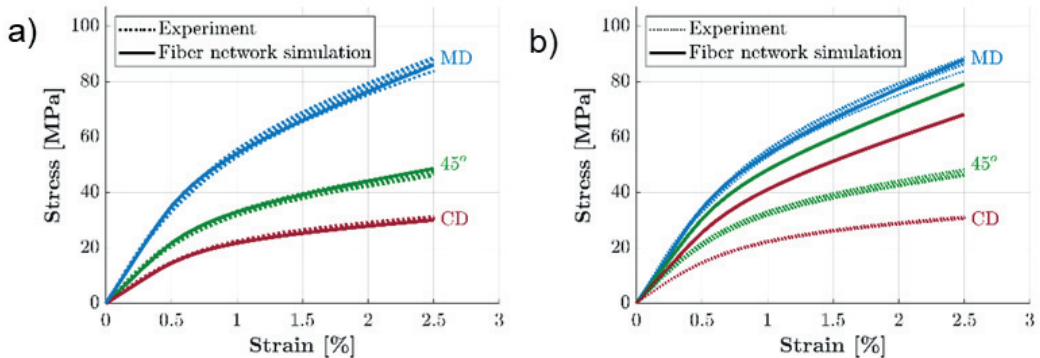 a)
Experiment
Fiber network simulation
MD
45°
CD
100
80
60
40
20
0
Stress [MPa]
0
0.5
1
1.5
2
2.5
3
Strain [%]
b)
Experiment
Fiber network simulation
MD
45°
CD
100
80
60
40
20
0
Stress [MPa]
0
0.5
1
1.5
2
2.5
3
Strain [%]